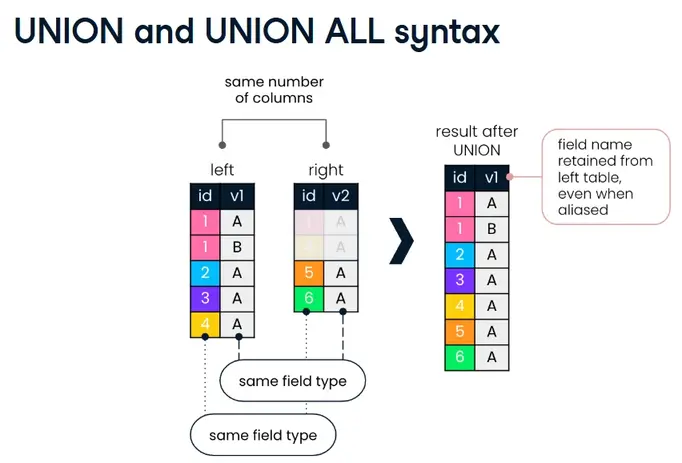 UNION and UNION ALL syntax
same number
of columns
left
id v1
1 A
1 B
2 A
3 A
4 A
right
id v2
1 A
4 A
5 A
6 A
same field type
same field type
result after
UNION
id v1
1 A
1 B
2 A
3 A
4 A
5 A
6 A
field name
retained from
left table,
even when
aliased